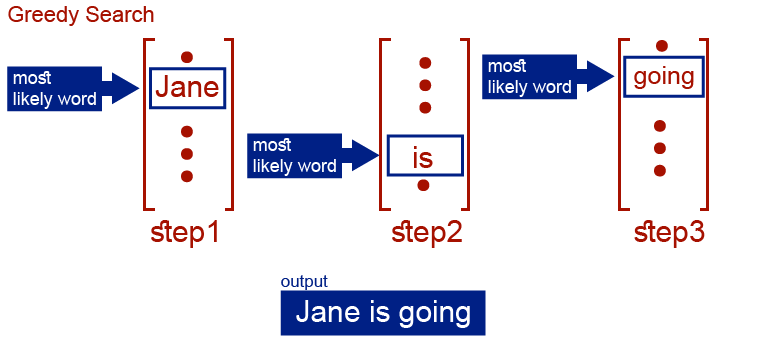 Greedy Search
most
likely word
Jane
step1
most
likely word
is
step2
most
likely word
going
step3
output
Jane is going